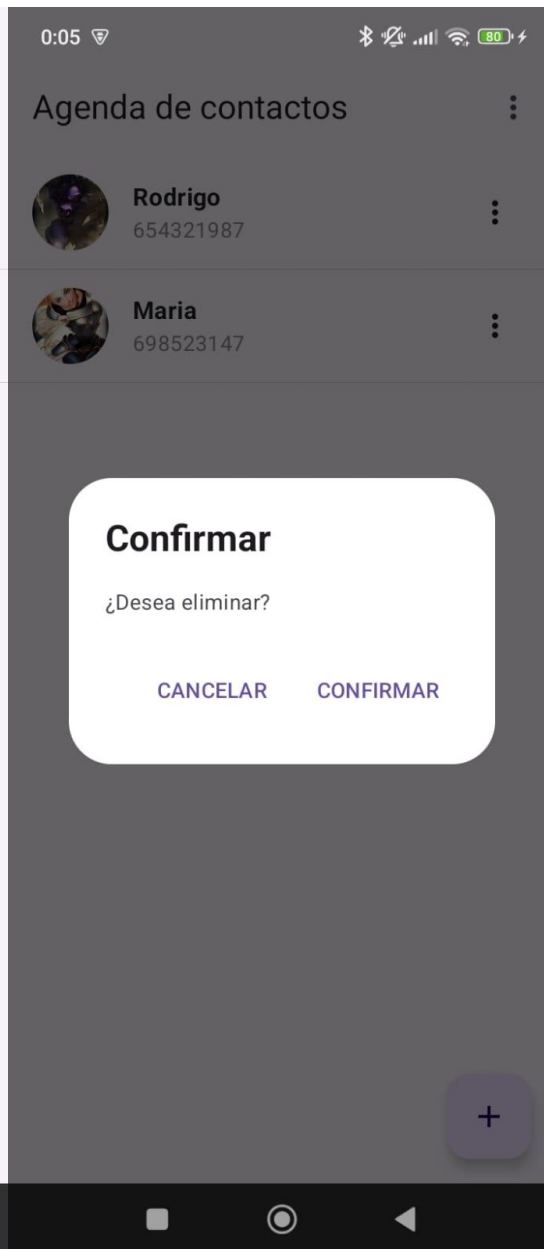 0:05
80
Agenda de contactos
Rodrigo
654321987
Maria
698523147
Confirmar
¿Desea eliminar?
CANCELAR CONFIRMAR
+